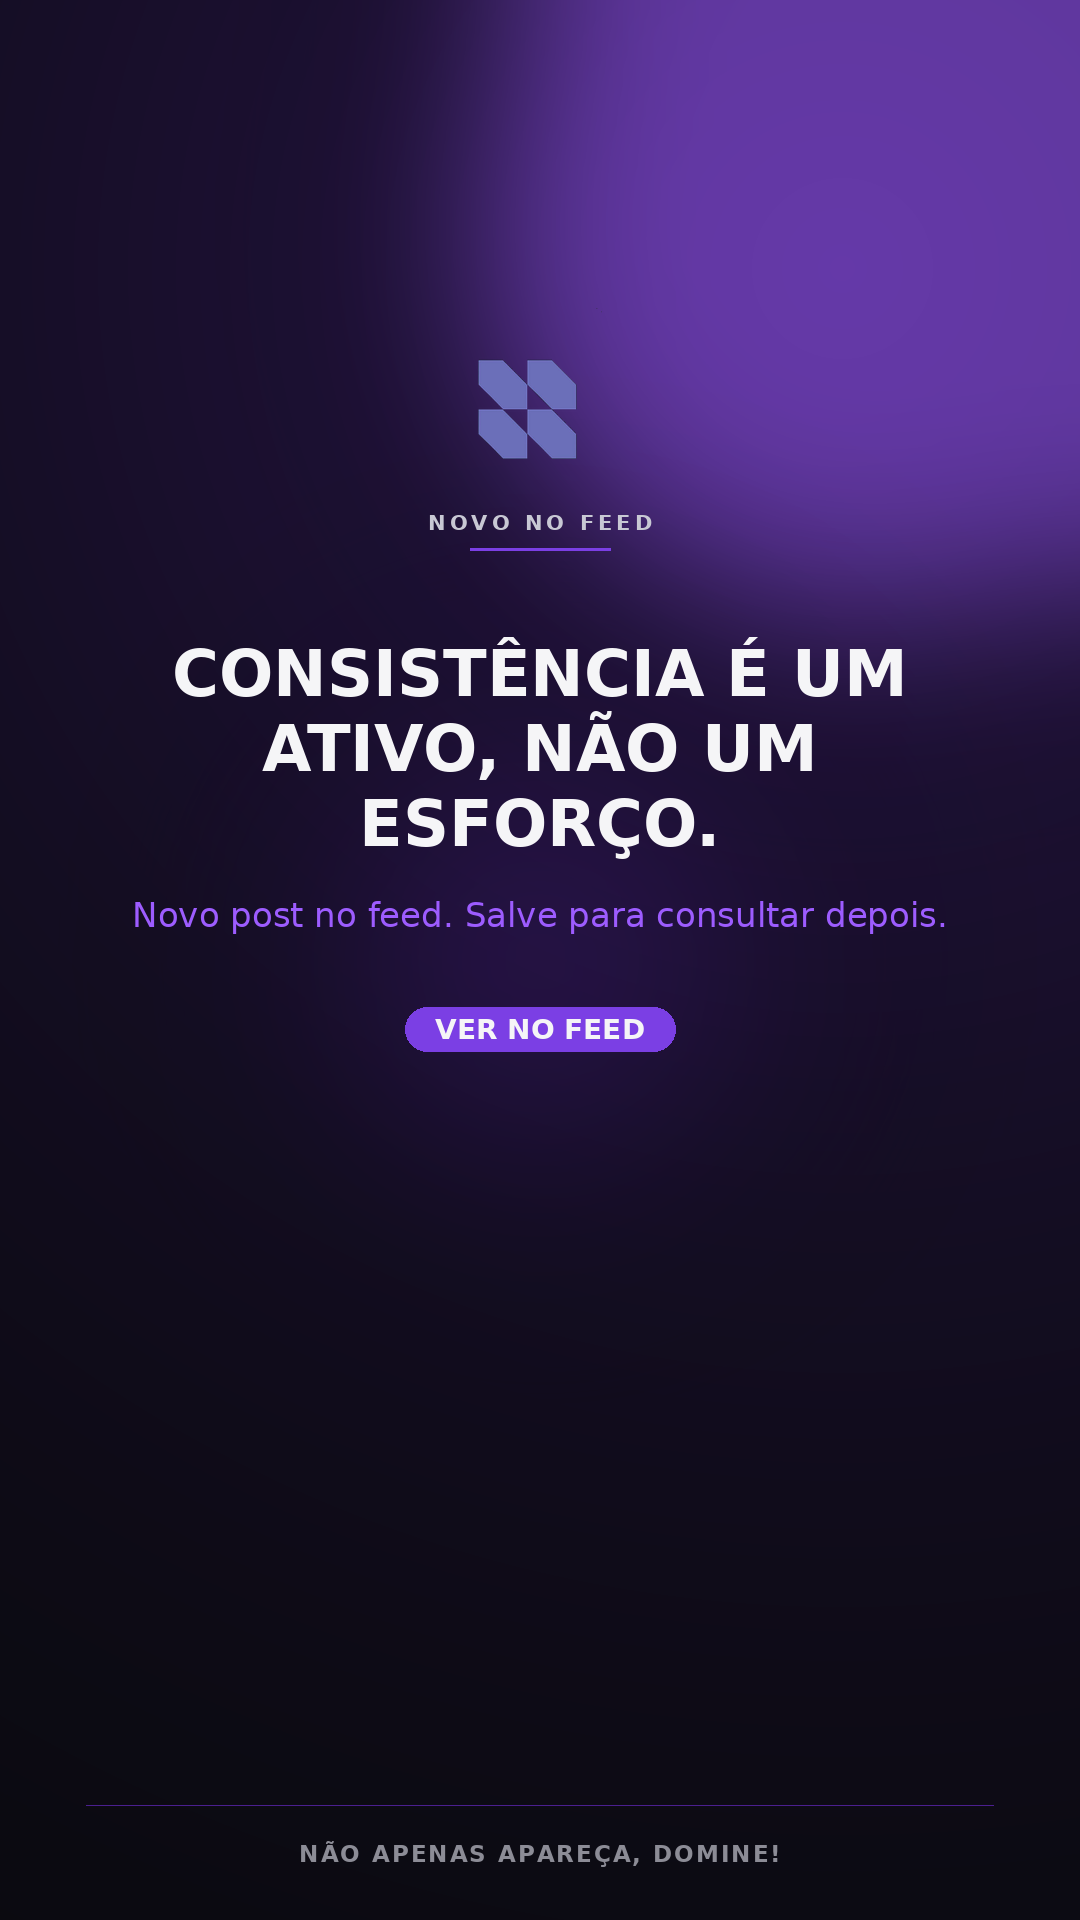 NOVO NO FEED
CONSISTÊNCIA É UM
ATIVO, NÃO UM
ESFORÇO.
Novo post no feed. Salve para consultar depois.
VER NO FEED
NÃO APENAS APAREÇA, DOMINE!